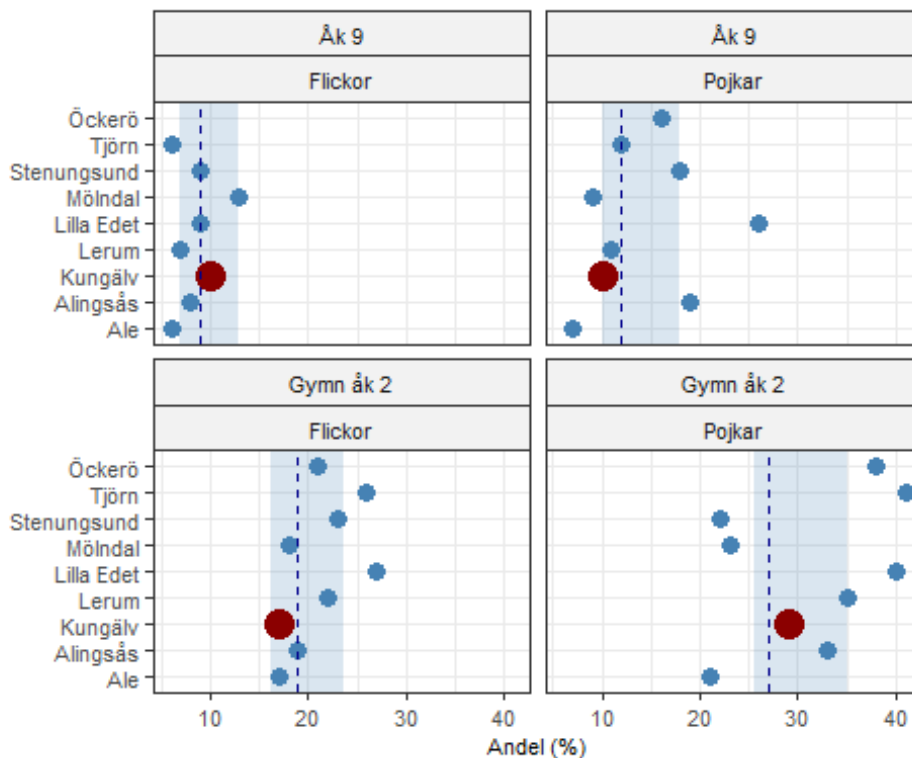 Åk 9
Åk 9
Flickor
Pojkar
Öckerö
Tjörn
Stenungsund
Mölndal
Lilla Edet
Lerum
Kungälv
Alingsås
Ale
Gymn åk 2
Gymn åk 2
Flickor
Pojkar
Öckerö
Tjörn
Stenungsund
Mölndal
Lilla Edet
Lerum
Kungälv
Alingsås
Ale
10 20 30 40 10 20 30 40
Andel (%)